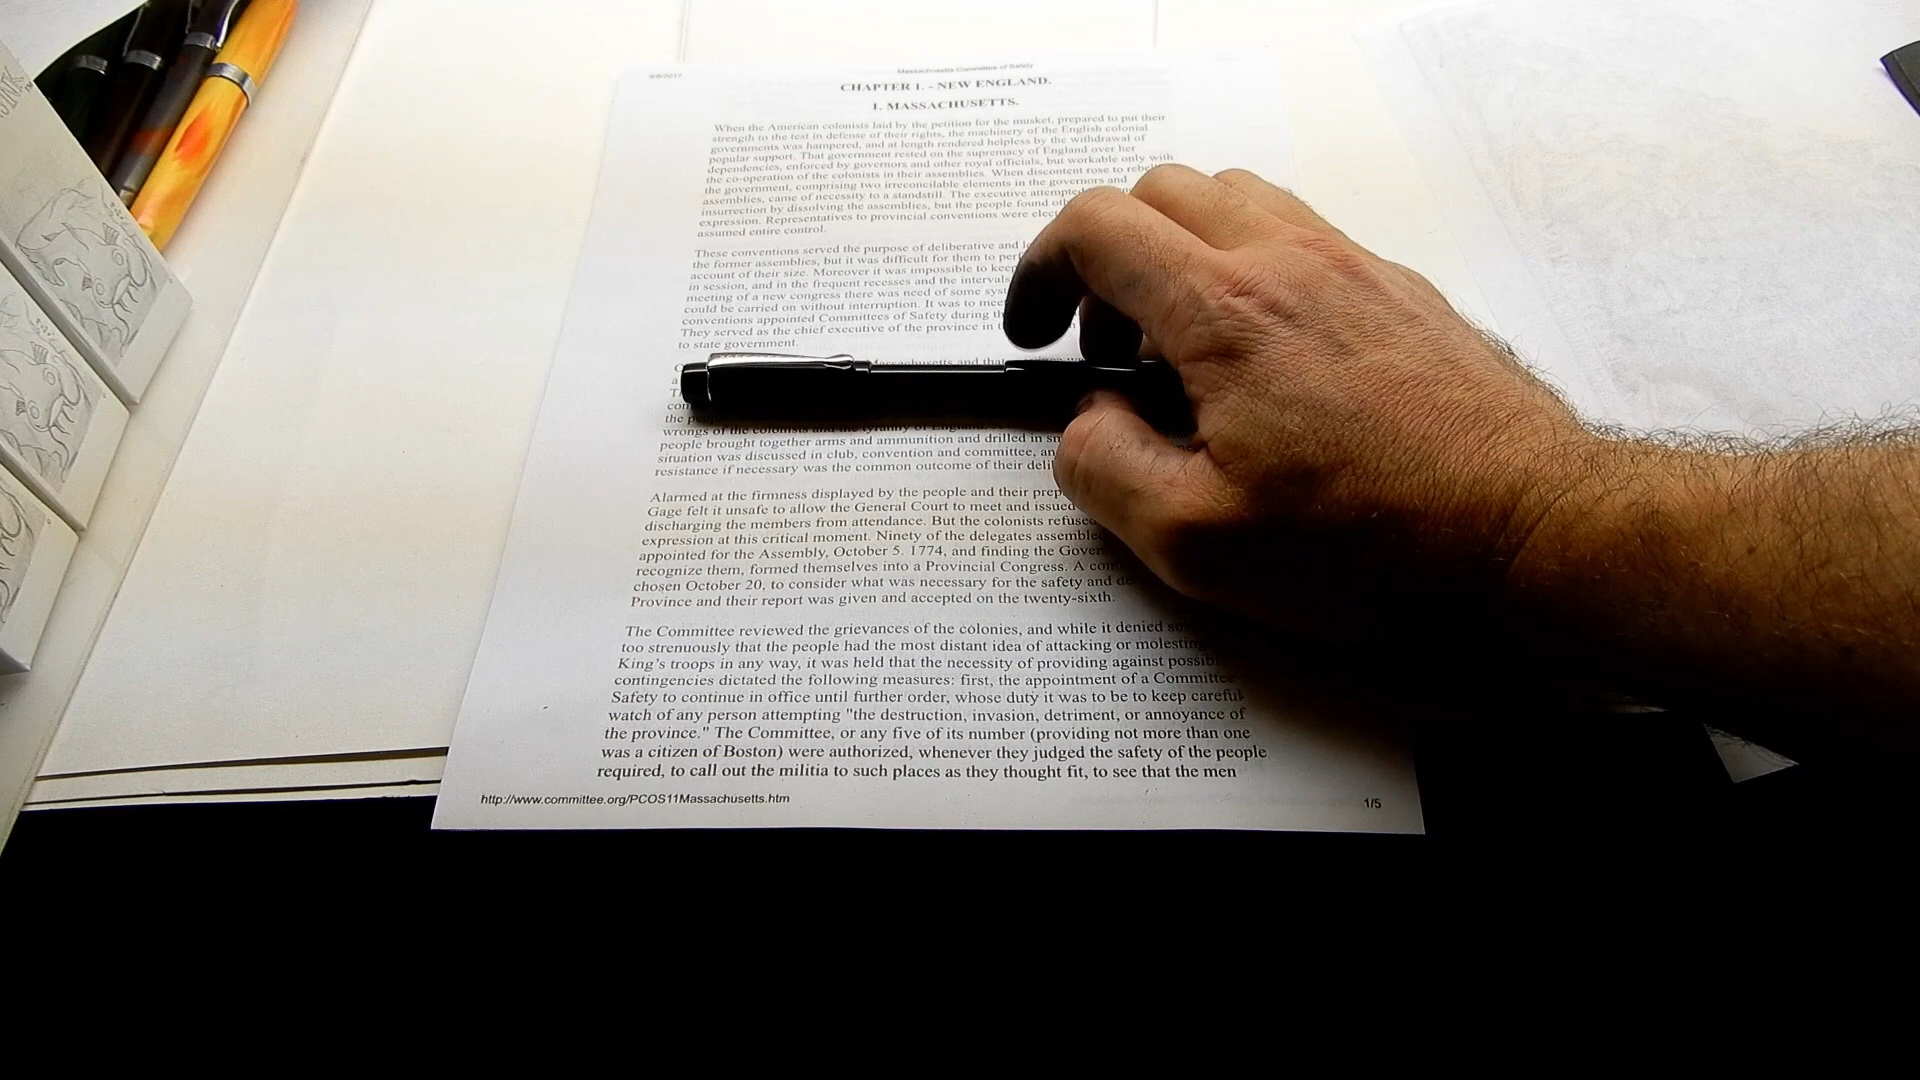 INK
9/8/2017
Massachusetts Committee of Safety
CHAPTER 1. - NEW ENGLAND.
1. MASSACHUSETTS.
When the American colonists laid by the petition for the musket, prepared to put their
strength to the test in defense of their rights, the machinery of the English colonial
governments was hampered, and at length rendered helpless by the withdrawal of
popular support. That government rested on the supremacy of England over her
dependencies, enforced by governors and other royal officials, but workable only with
the co-operation of the colonists in their assemblies. When discontent rose to
the government, comprising two irreconcilable elements in the governors and
assemblies, came of necessity to a standstill. The executive attempted
insurrection by dissolving the assemblies, but the people found
expression. Representatives to provincial conventions were
assumed entire control.
These conventions served the purpose of deliberative and
the former assemblies, but it was difficult for them to
account of their size. Moreover it was impossible to keep
in session, and in the frequent recesses and the intervals
meeting of a new congress there was need of some
could be carried on without interruption. It was to
conventions appointed Committees of Safety during
They served as the chief executive of the province in
to state government.
Massachusetts and that
the
wrongs of the colonists and the tyranny of England
people brought together arms and ammunition and drilled in
situation was discussed in club, convention and committee,
resistance if necessary was the common outcome of their
Alarmed at the firmness displayed by the people and their
Gage felt it unsafe to allow the General Court to meet and issued
discharging the members from attendance. But the colonists refused
expression at this critical moment. Ninety of the delegates assembled
appointed for the Assembly, October 5. 1774, and finding the
recognize them, formed themselves into a Provincial Congress. A
chosen October 20, to consider what was necessary for the safety and
Province and their report was given and accepted on the twenty-sixth.
The Committee reviewed the grievances of the colonies, and while it denied
too strenuously that the people had the most distant idea of attacking or molesting
King's troops in any way, it was held that the necessity of providing against
contingencies dictated the following measures: first, the appointment of a Committee
Safety to continue in office until further order, whose duty it was to be to keep careful
watch of any person attempting "the destruction, invasion, detriment, or annoyance of
the province." The Committee, or any five of its number (providing not more than one
was a citizen of Boston) were authorized, whenever they judged the safety of the people
required, to call out the militia to such places as they thought fit, to see that the men
http://www.committee.org/PCOS11Massachusetts.htm
1/5